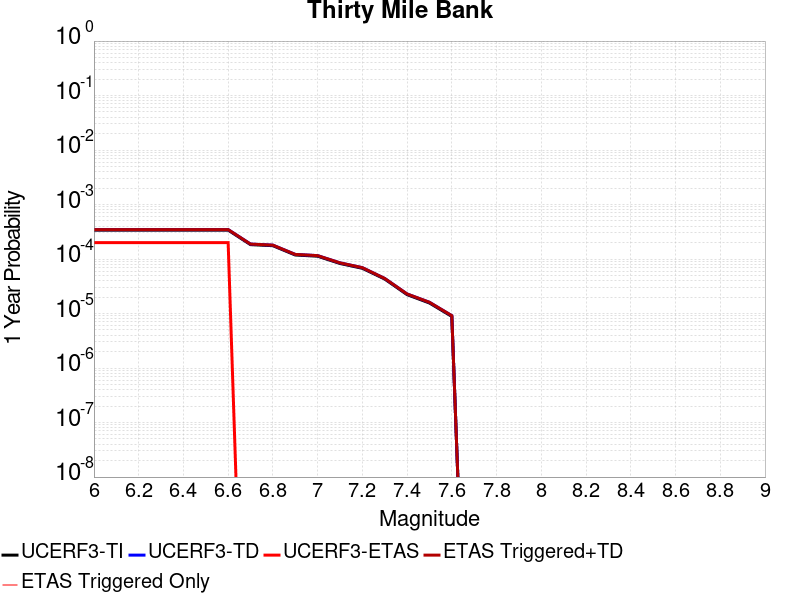 Thirty Mile Bank
10^0
10^-1
10^-2
10^-3
10^-4
10^-5
10^-6
10^-7
10^-8
1 Year Probability
6 6.2 6.4 6.6 6.8 7 7.2 7.4 7.6 7.8 8 8.2 8.4 8.6 8.8 9
Magnitude
UCERF3-TI UCERF3-TD UCERF3-ETAS ETAS Triggered+TD
ETAS Triggered Only